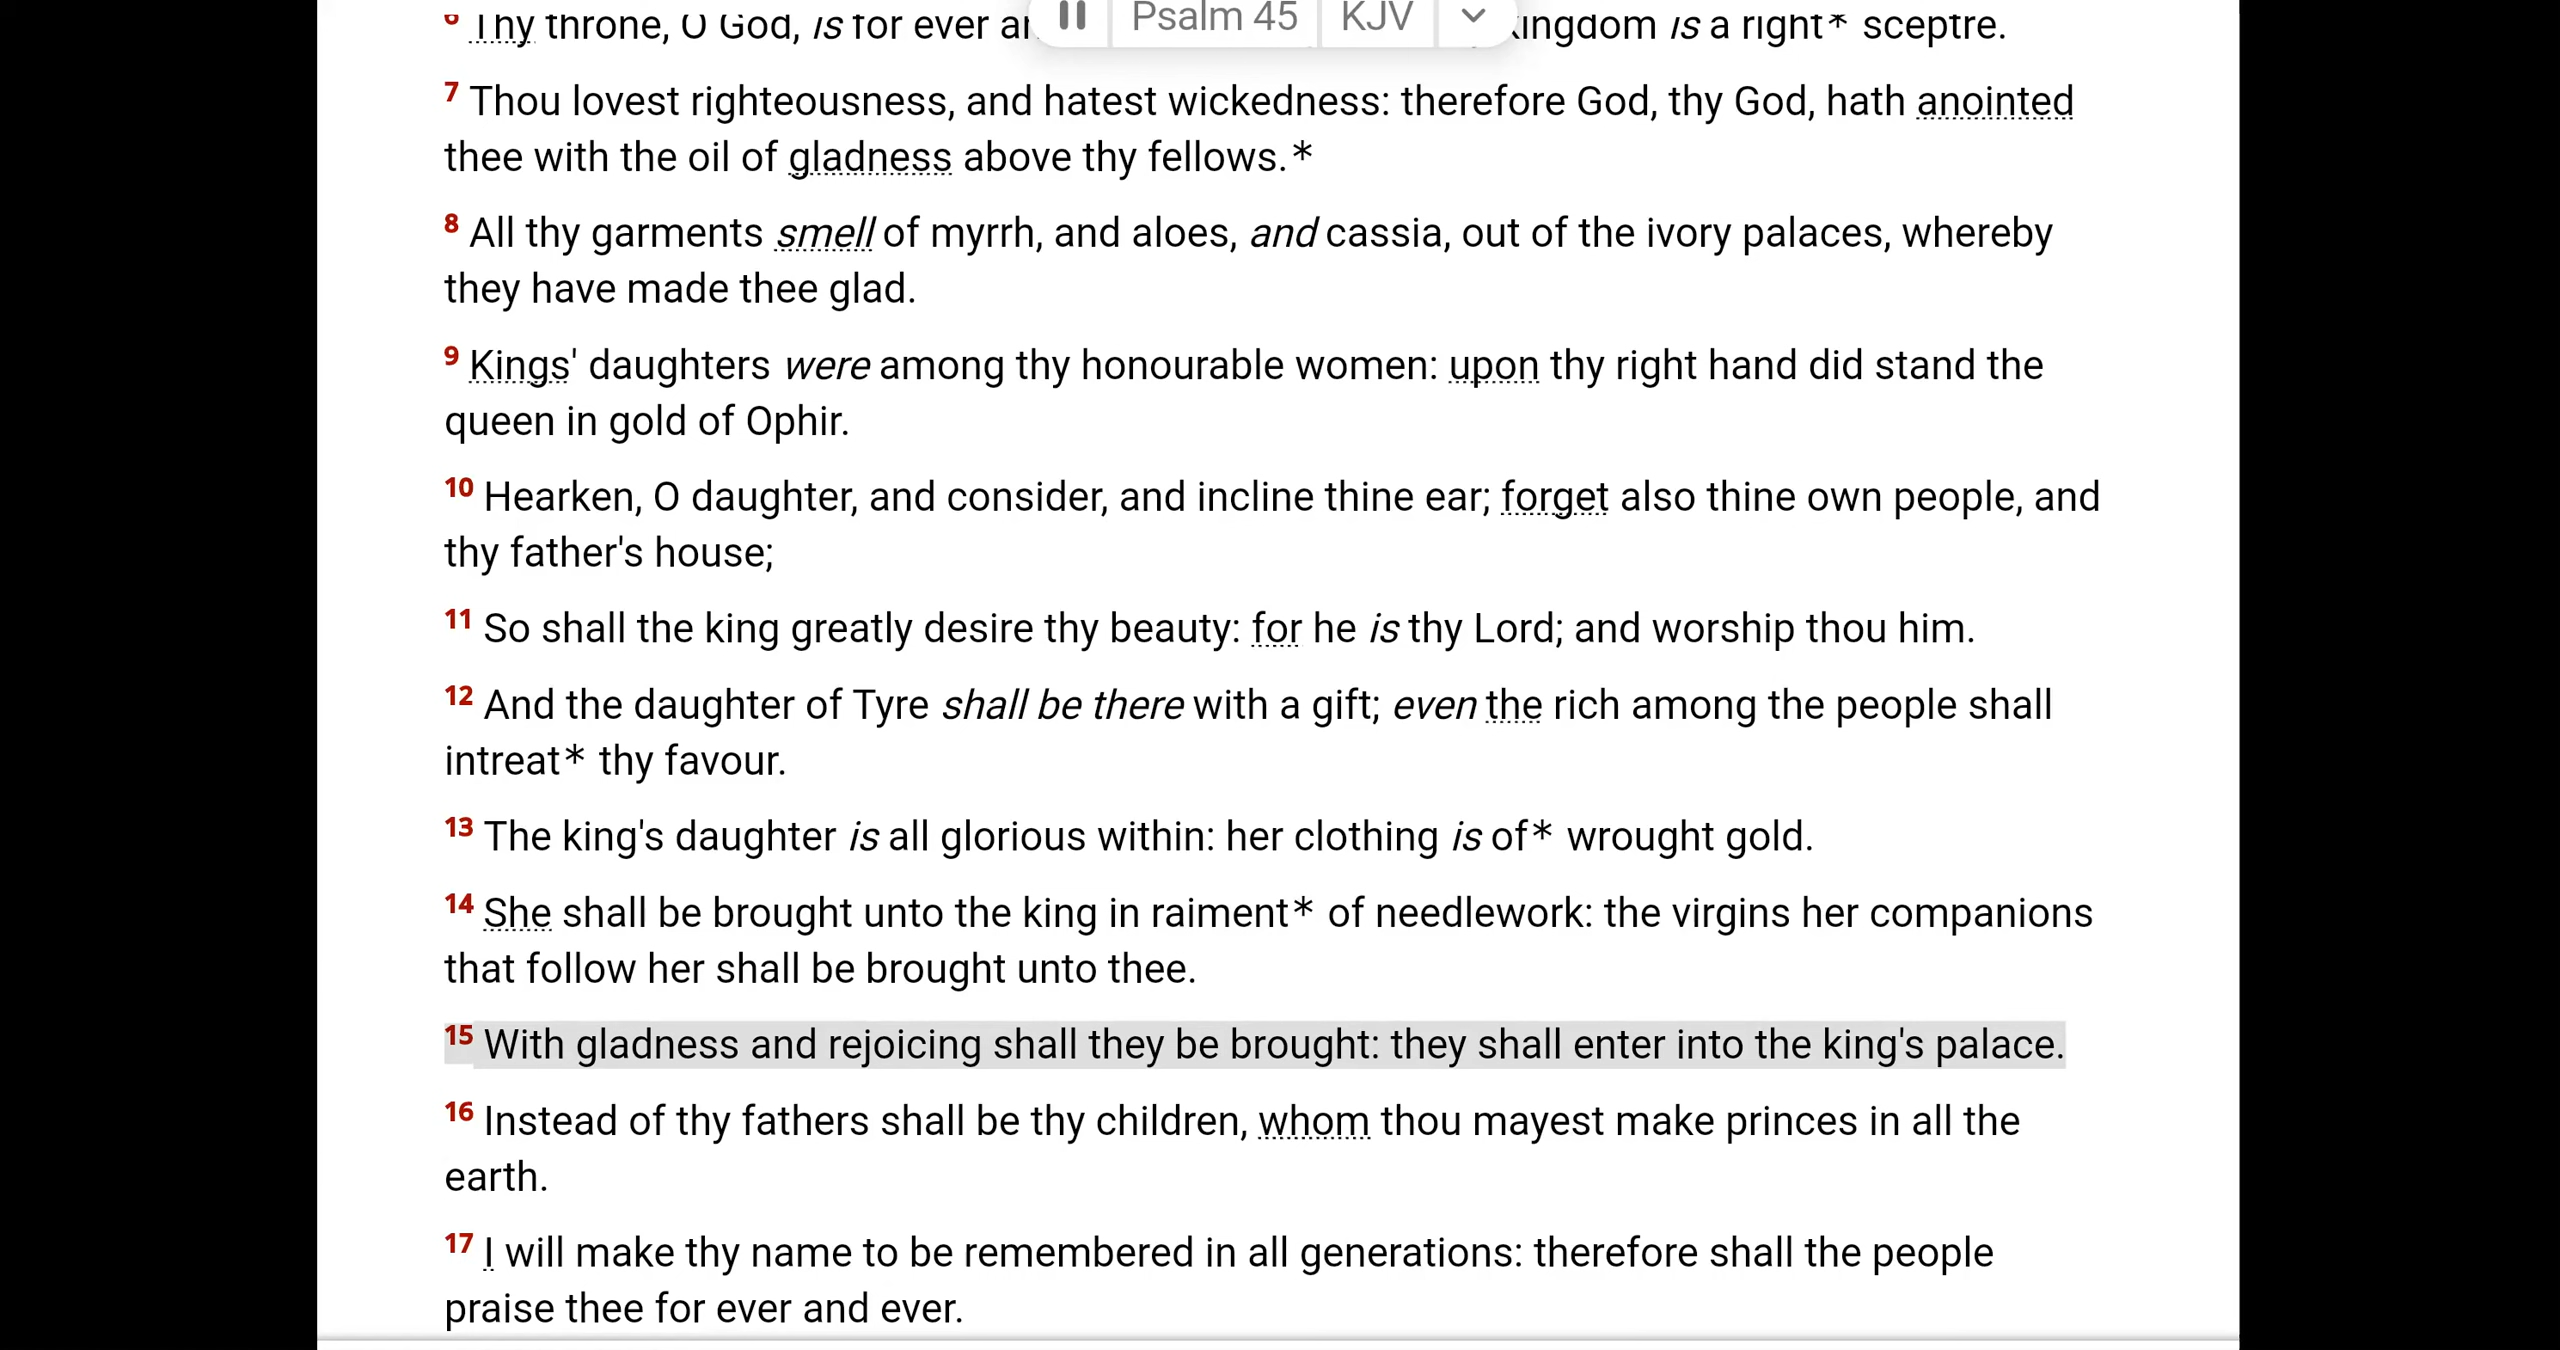 Psalm 45 KJV
6 Thy throne, O God, is for ever kingdom is a right* sceptre.
7 Thou lovest righteousness, and hatest wickedness: therefore God, thy God, hath anointed
thee with the oil of gladness above thy fellows.*
8 All thy garments smell of myrrh, and aloes, and cassia, out of the ivory palaces, whereby
they have made thee glad.
9 Kings' daughters were among thy honourable women: upon thy right hand did stand the
queen in gold of Ophir.
10 Hearken, O daughter, and consider, and incline thine ear; forget also thine own people, and
thy father's house;
11 So shall the king greatly desire thy beauty: for he is thy Lord; and worship thou him.
12 And the daughter of Tyre shall be there with a gift; even the rich among the people shall
intreat* thy favour.
13 The king's daughter is all glorious within: her clothing is of* wrought gold.
14 She shall be brought unto the king in raiment* of needlework: the virgins her companions
that follow her shall be brought unto thee.
15 With gladness and rejoicing shall they be brought: they shall enter into the king's palace.
16 Instead of thy fathers shall be thy children, whom thou mayest make princes in all the
earth.
17 I will make thy name to be remembered in all generations: therefore shall the people
praise thee for ever and ever.